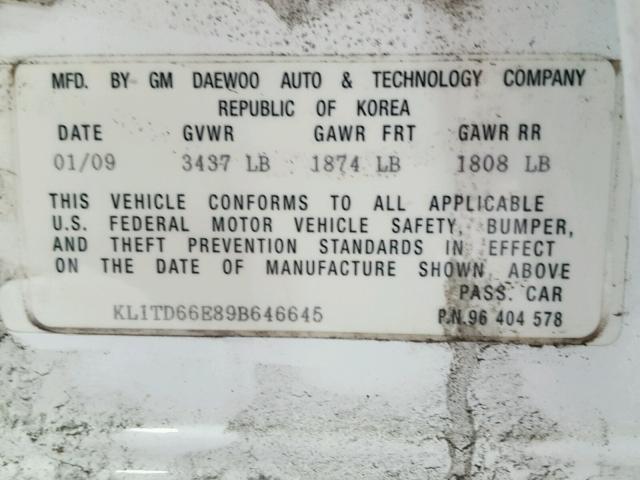 MFD. BY GM DAEWOO AUTO & TECHNOLOGY COMPANY
REPUBLIC OF KOREA
DATE GVWR GAWR FRT GAWR RR
01/09 3437 LB 1874 LB 1808 LB
THIS VEHICLE CONFORMS TO ALL APPLICABLE
U.S. FEDERAL MOTOR VEHICLE SAFETY, BUMPER,
AND THEFT PREVENTION STANDARDS IN EFFECT
ON THE DATE OF MANUFACTURE SHOWN ABOVE
PASS. CAR
KL1TD66E89B646645 P.N.96 404 578